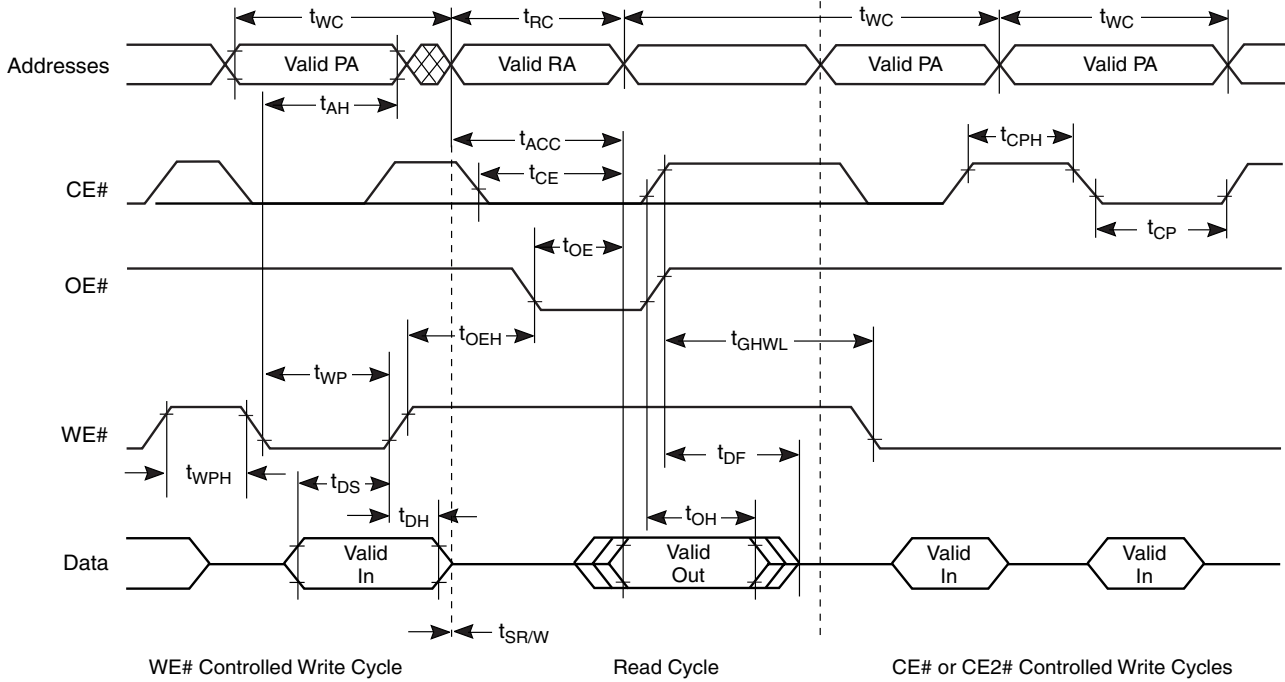 tWC tRC tWC tWC
Addresses Valid PA Valid RA Valid PA Valid PA
tAH
tACC tCPH
CE# tCE
tCP
tOE
OE#
tOEH tGHWL
tWP
WE#
tWPH tDS tDF
tDH tOH
Data Valid In Valid Out Valid In Valid In
tSR/W
WE# Controlled Write Cycle Read Cycle CE# or CE2# Controlled Write Cycles